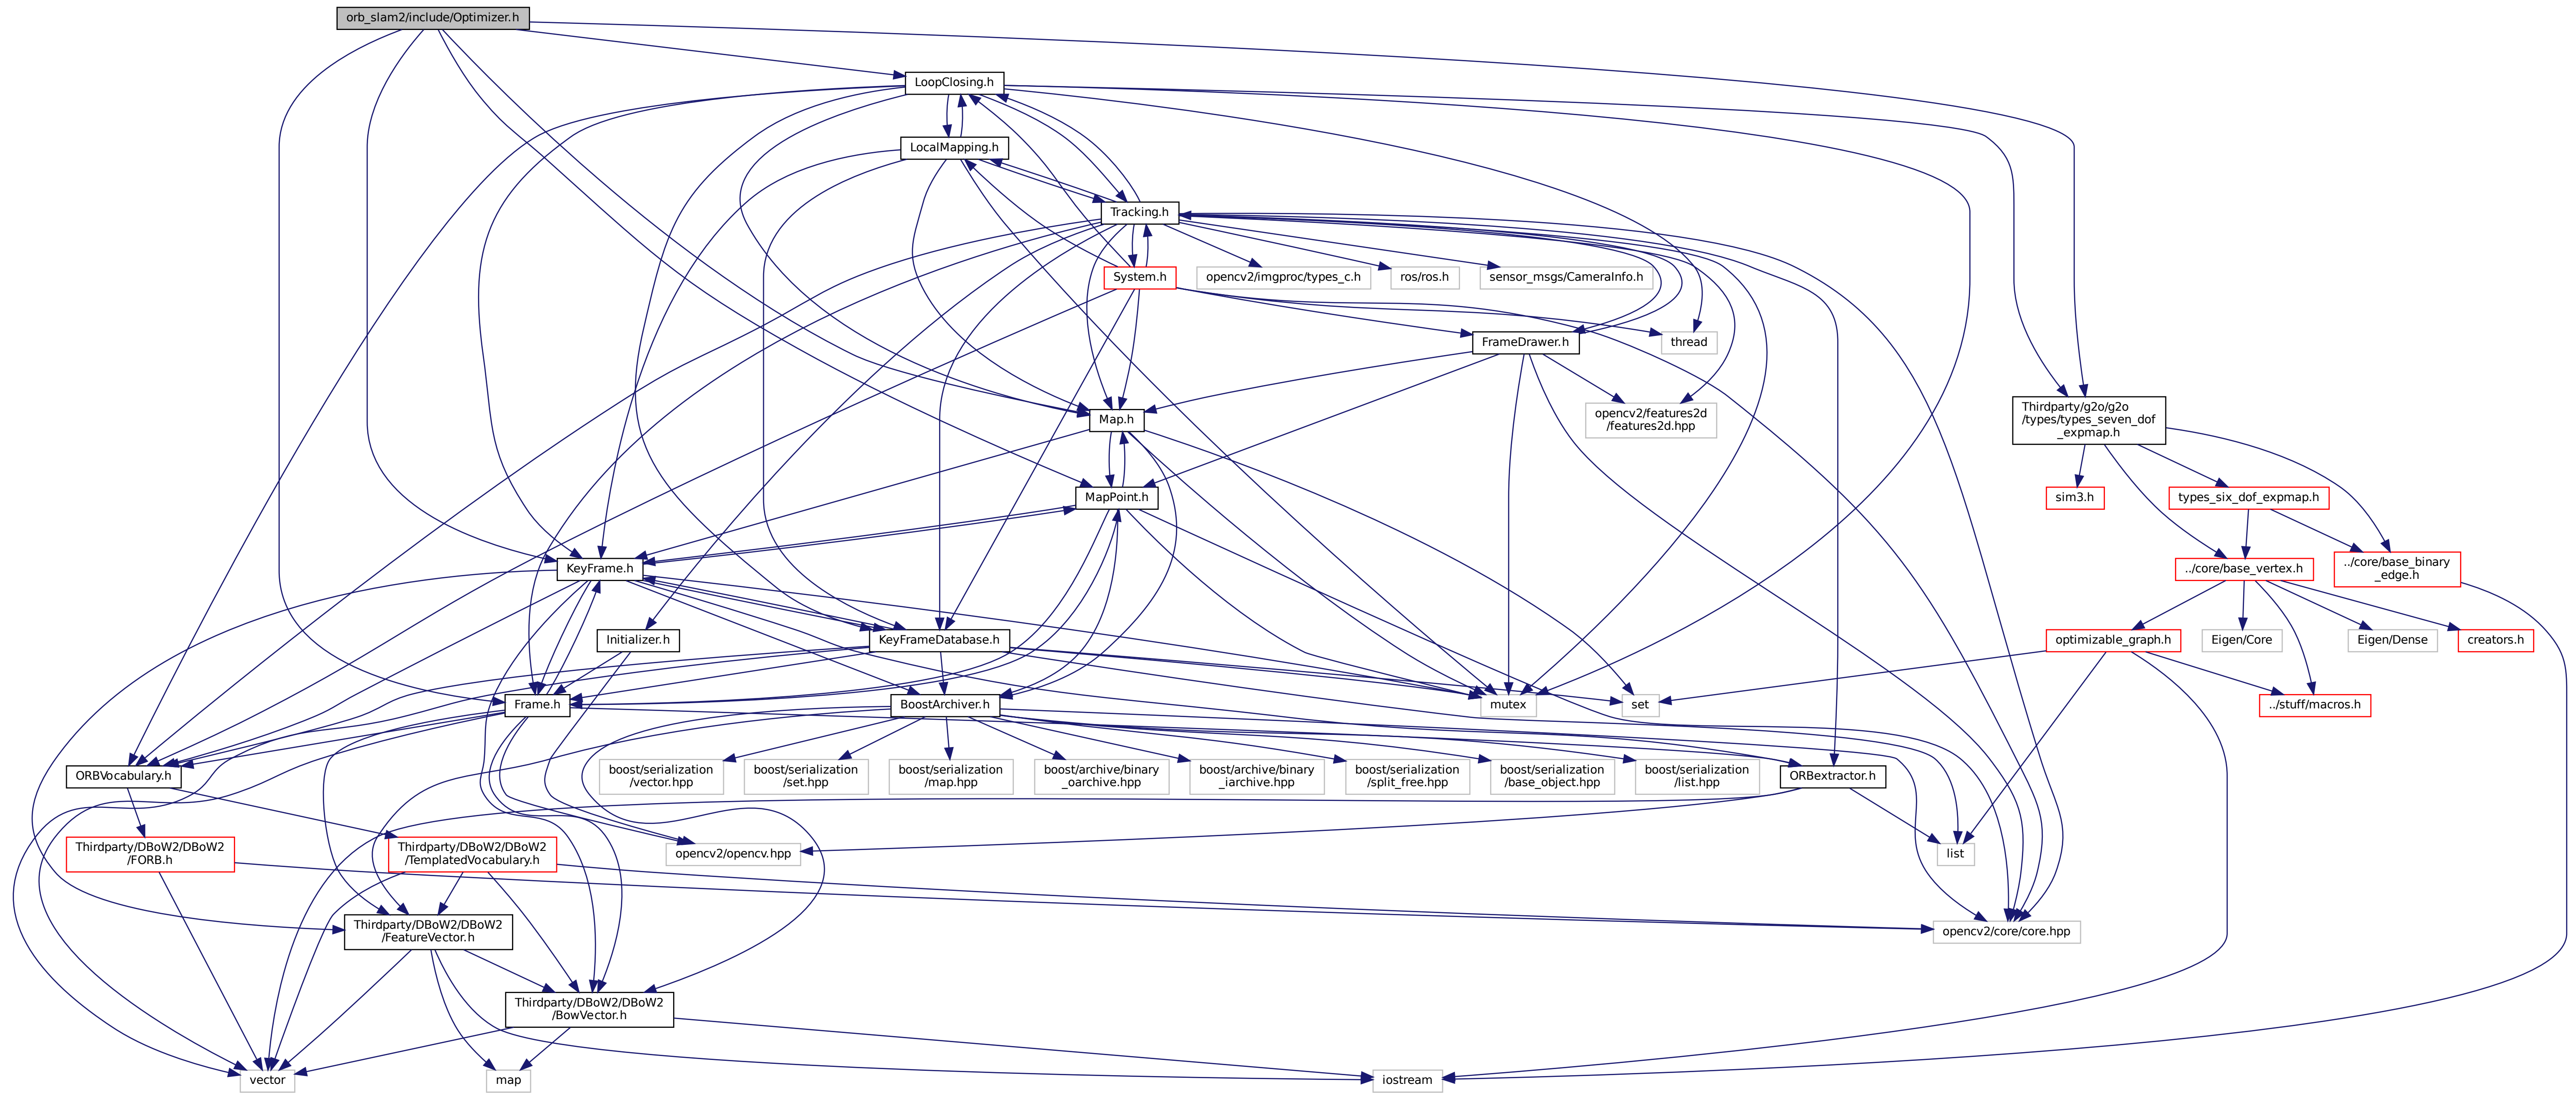 orb_slam2/include/Optimizer.h
LoopClosing.h
LocalMapping.h
Tracking.h
System.h
opencv2/imgproc/types_c.h
ros/ros.h
sensor_msgs/CameraInfo.h
FrameDrawer.h
thread
Map.h
opencv2/features2d
/features2d.hpp
Thirdparty/g2o/g2o
/types/types_seven_dof
_expmap.h
MapPoint.h
sim3.h
types_six_dof_expmap.h
KeyFrame.h
../core/base_vertex.h
../core/base_binary
_edge.h
Initializer.h
KeyFrameDatabase.h
optimizable_graph.h
Eigen/Core
Eigen/Dense
creators.h
Frame.h
BoostArchiver.h
mutex
set
../stuff/macros.h
ORBVocabulary.h
boost/serialization
/vector.hpp
boost/serialization
/set.hpp
boost/serialization
/map.hpp
boost/archive/binary
_oarchive.hpp
boost/archive/binary
_iarchive.hpp
boost/serialization
/split_free.hpp
boost/serialization
/base_object.hpp
boost/serialization
/list.hpp
ORBextractor.h
Thirdparty/DBoW2/DBoW2
/FORB.h
Thirdparty/DBoW2/DBoW2
/TemplatedVocabulary.h
opencv2/opencv.hpp
list
Thirdparty/DBoW2/DBoW2
/FeatureVector.h
opencv2/core/core.hpp
Thirdparty/DBoW2/DBoW2
/BowVector.h
vector
map
iostream